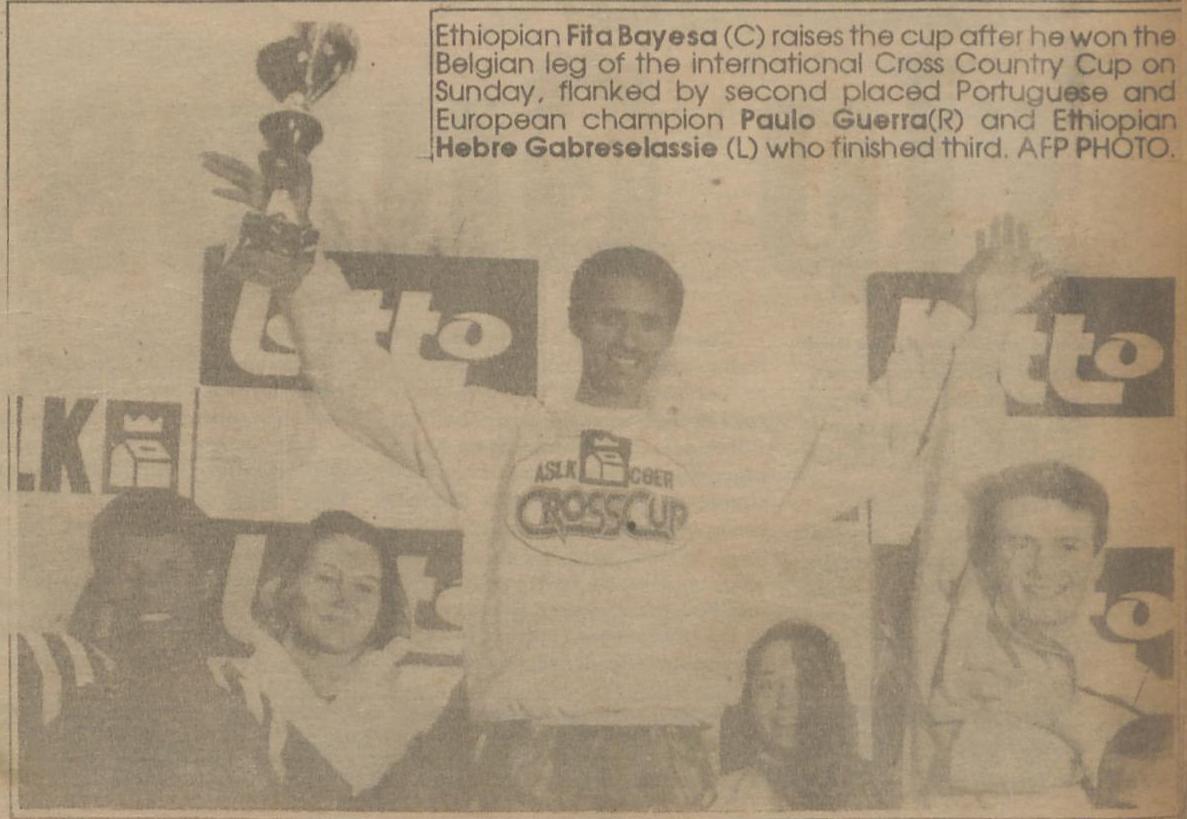 Ethiopian Fita Bayesa (C) raises the cup after he won the
Belgian leg of the international Cross Country Cup on
Sunday, flanked by second placed Portuguese and
European champion Paulo Guerra(R) and Ethiopian
Hebre Gabreselassie (L) who finished third. AFP PHOTO.
Lotto
Lotto
LK
ASLK CGER
CROSSCUP